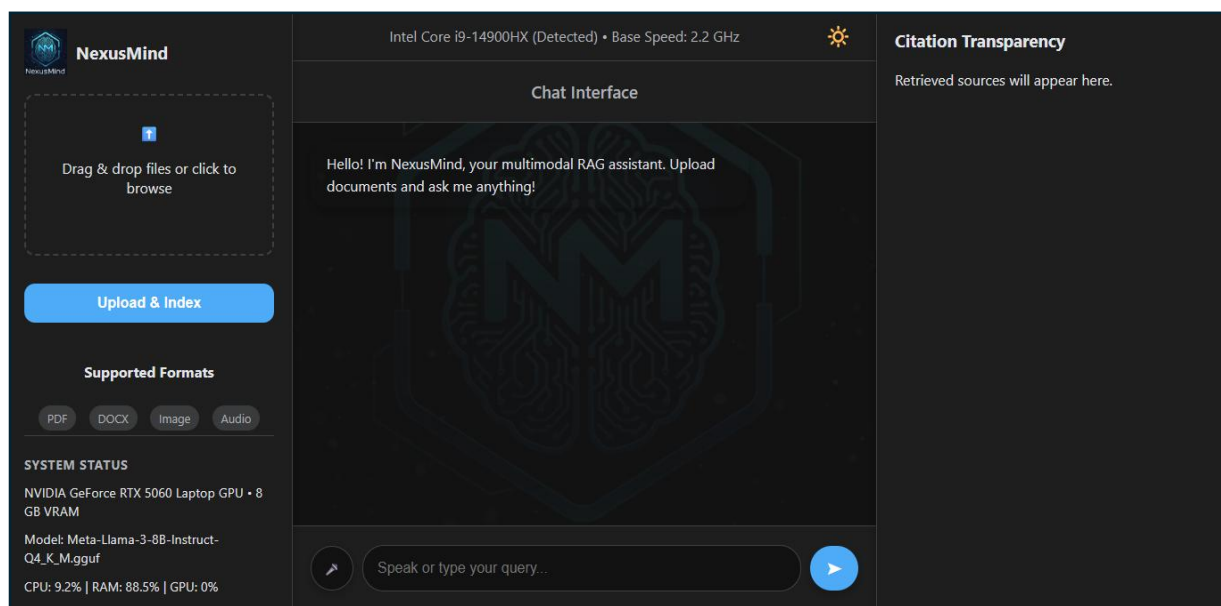 NexusMind
NexusMind
Drag & drop files or click to
browse
Upload & Index
Supported Formats
PDF DOCX Image Audio
SYSTEM STATUS
NVIDIA GeForce RTX 5060 Laptop GPU • 8
GB VRAM
Model: Meta-Llama-3-8B-Instruct-
Q4_K_M.gguf
CPU: 9.2% | RAM: 88.5% | GPU: 0%
Intel Core i9-14900HX (Detected) • Base Speed: 2.2 GHz
Chat Interface
Hello! I'm NexusMind, your multimodal RAG assistant. Upload
documents and ask me anything!
NM
Speak or type your query...
Citation Transparency
Retrieved sources will appear here.